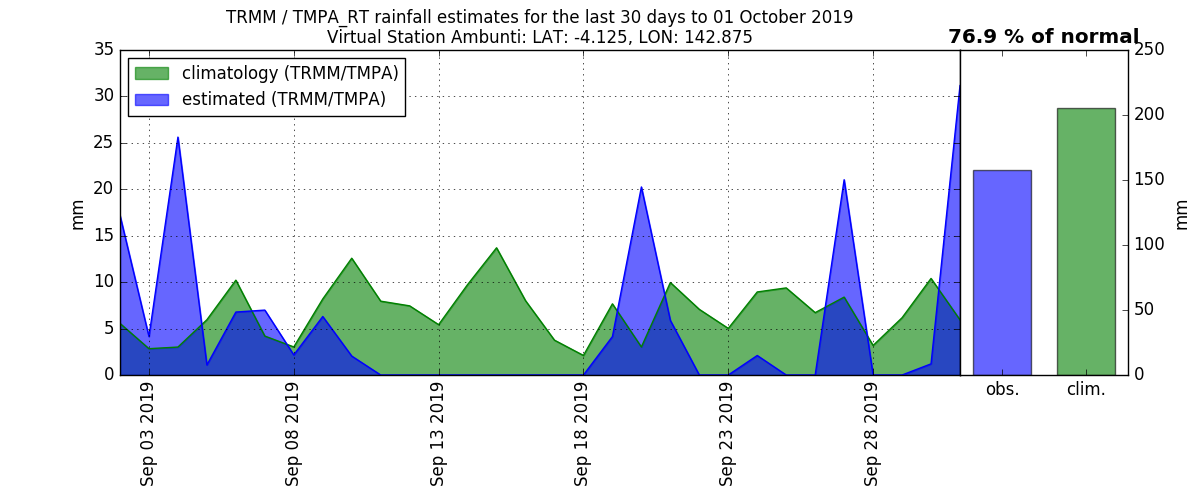 TRMM / TMPA_RT rainfall estimates for the last 30 days to 01 October 2019
Virtual Station Ambunti: LAT: -4.125, LON: 142.875
76.9 % of normal
climatology (TRMM/TMPA)
estimated (TRMM/TMPA)
35
30
25
20
15
10
5
0
mm
250
200
150
100
50
0
mm
Sep 03 2019
Sep 08 2019
Sep 13 2019
Sep 18 2019
Sep 23 2019
Sep 28 2019
obs.
clim.